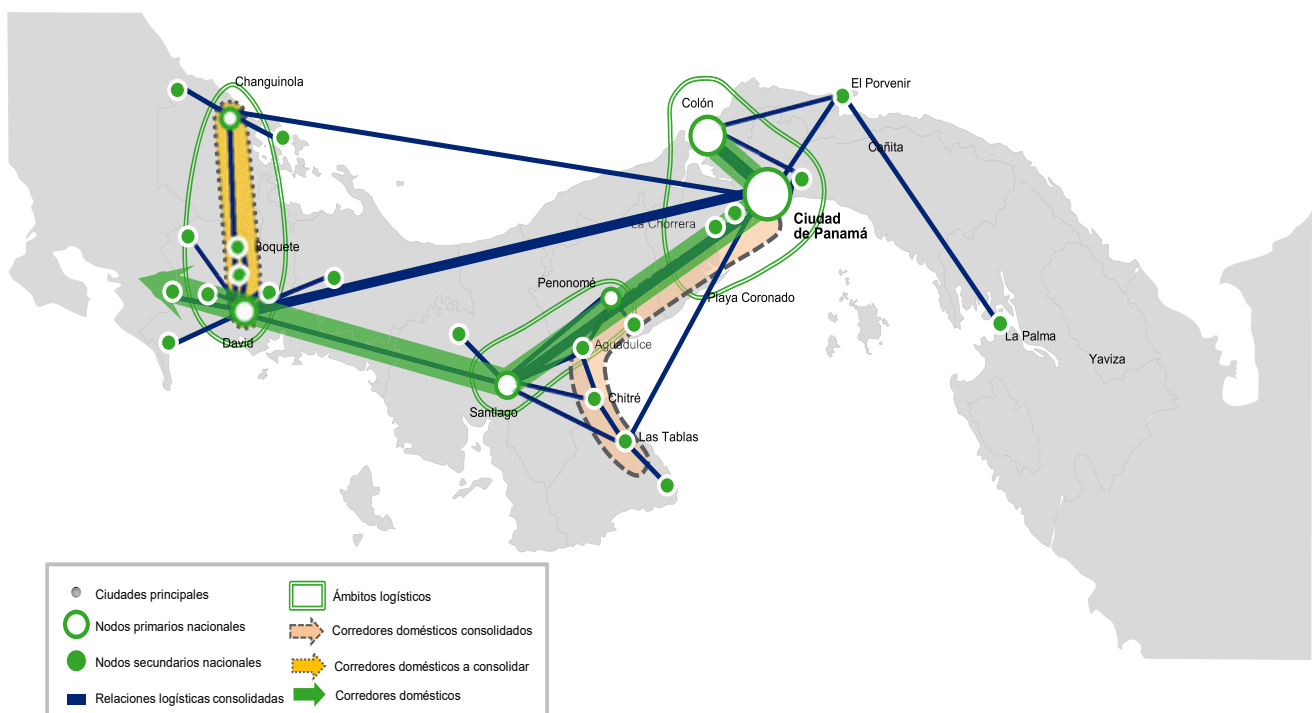 Changuinola
El Porvenir
Colón
Cañita
Ciudad
de Panamá
La Chorrera
Boquete
Penonomé
Playa Coronado
La Palma
David
Aguadulce
Yaviza
Chitré
Santiago
Las Tablas
Ciudades principales
Ámbitos logísticos
Nodos primarios nacionales
Corredores domésticos consolidados
Nodos secundarios nacionales
Corredores domésticos a consolidar
Relaciones logísticas consolidadas
Corredores domésticos